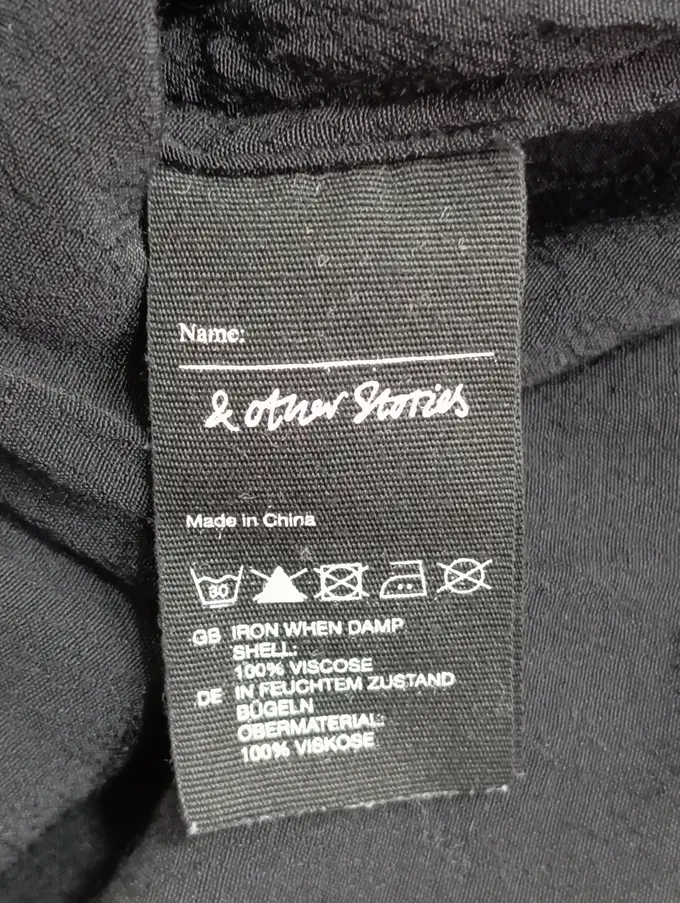 Name:
& other Stories
Made in China
30
GB IRON WHEN DAMP
SHELL:
100% VISCOSE
DE IN FEUCHTEM ZUSTAND
BÜGELN
OBERMATERIAL:
100% VISKOSE